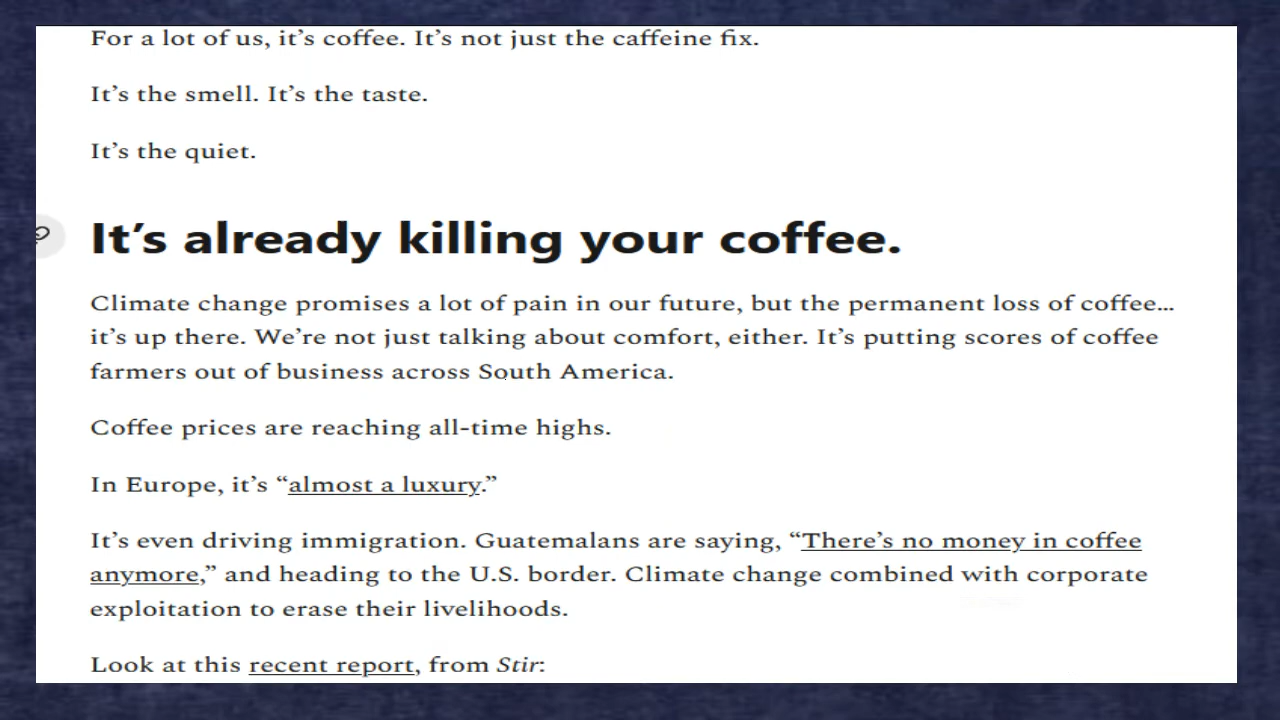 For a lot of us, it’s coffee. It’s not just the caffeine fix.
It’s the smell. It’s the taste.
It’s the quiet.
It’s already killing your coffee.
Climate change promises a lot of pain in our future, but the permanent loss of coffee...
it’s up there. We’re not just talking about comfort, either. It’s putting scores of coffee
farmers out of business across South America.
Coffee prices are reaching all-time highs.
In Europe, it’s “almost a luxury.”
It’s even driving immigration. Guatemalans are saying, “There’s no money in coffee
anymore,” and heading to the U.S. border. Climate change combined with corporate
exploitation to erase their livelihoods.
Look at this recent report, from Stir: